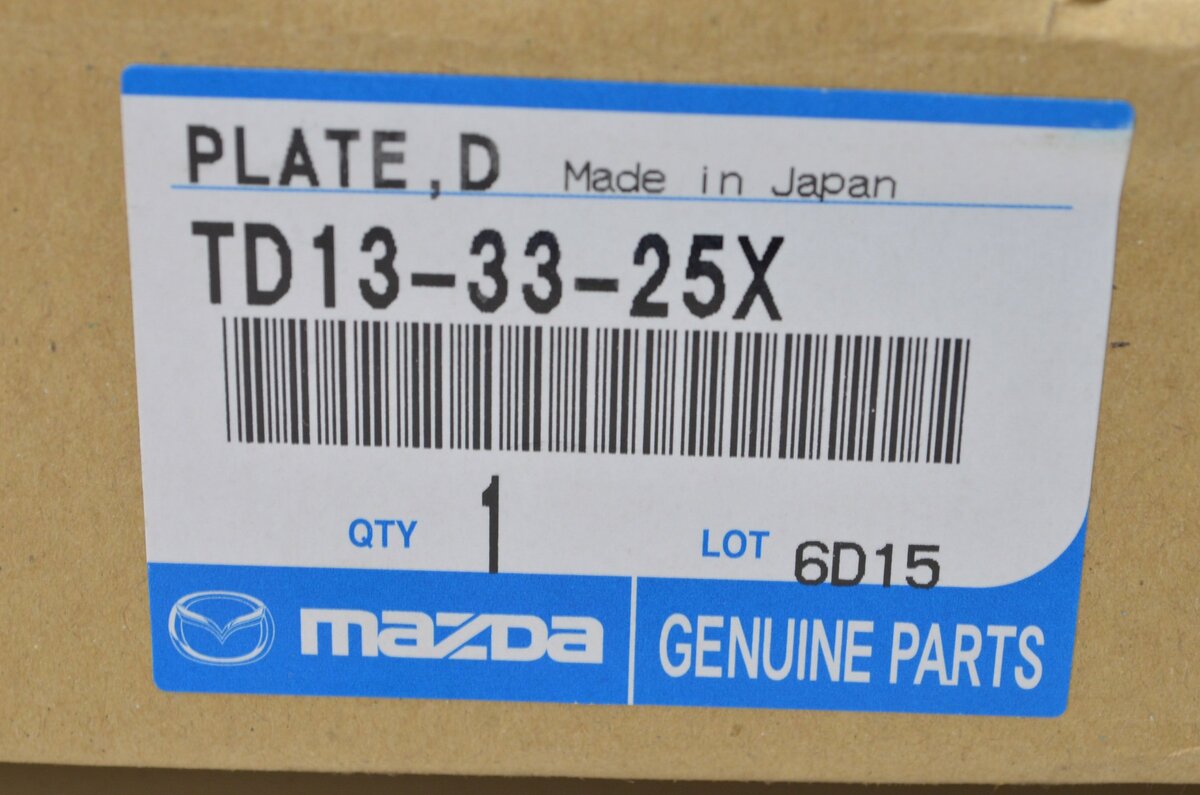 PLATE,D Made in Japan
TD13-33-25X
QTY 1 LOT 6D15
mazda GENUINE PARTS